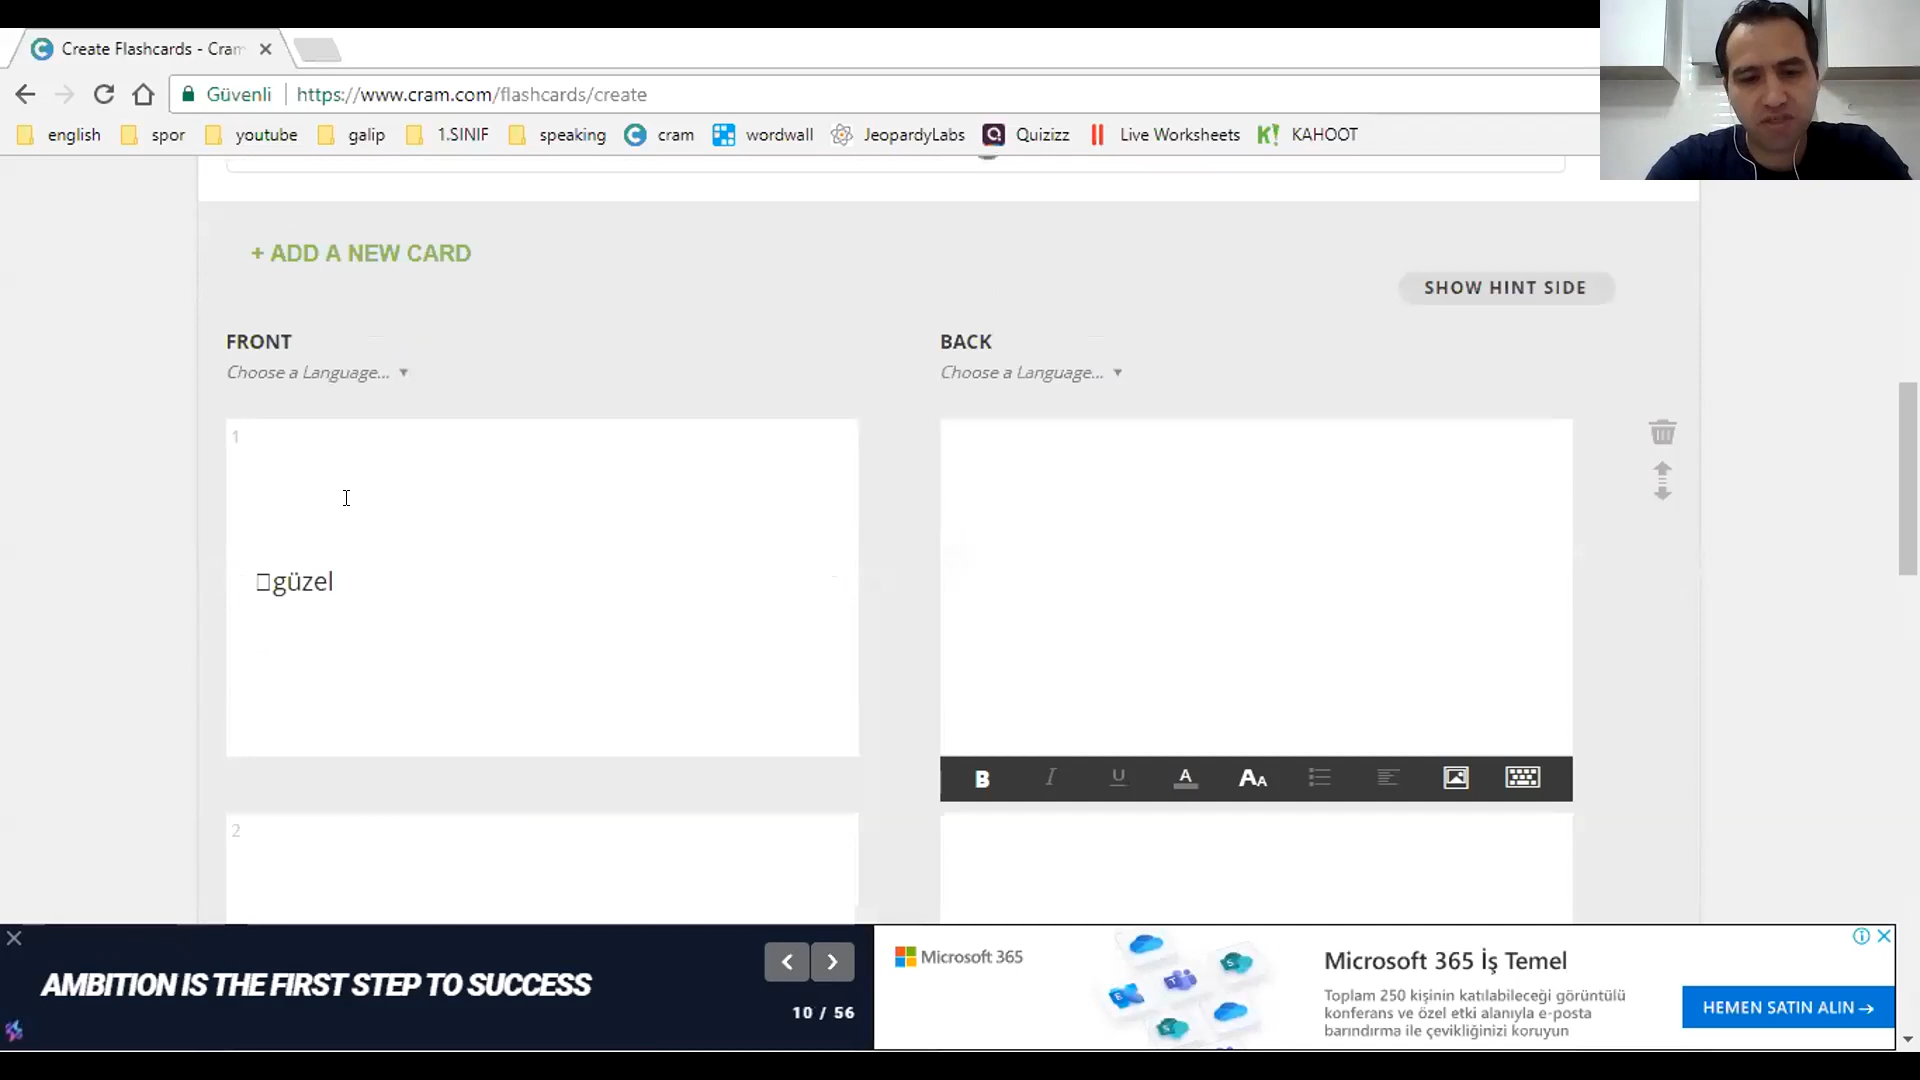 Create Flashcards - Cram
Güvenli https://www.cram.com/flashcards/create
english spor youtube galip 1.SINIF speaking cram wordwall JeopardyLabs Quizizz Live Worksheets K! KAHOOT
+ ADD A NEW CARD
SHOW HINT SIDE
FRONT BACK
Choose a Language... Choose a Language...
1
güzel
B I U A AA
2
AMBITION IS THE FIRST STEP TO SUCCESS
10 / 56
Microsoft 365
Microsoft 365 İş Temel
Toplam 250 kişinin katılabileceği görüntülü
konferans ve özel etki alanıyla e-posta
barındırma ile çevikliğinizi koruyun
HEMEN SATIN ALIN →